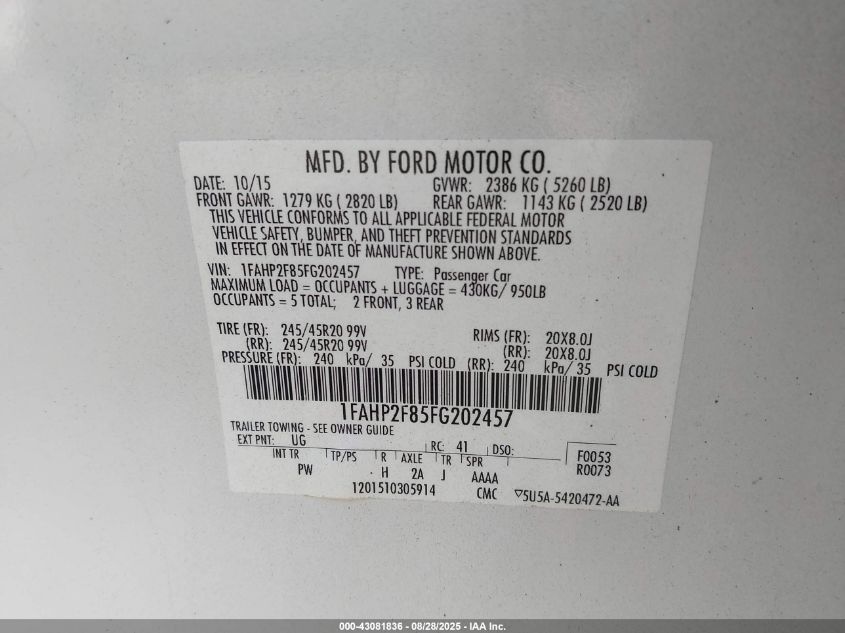 MFD. BY FORD MOTOR CO.
DATE: 10/15 GVWR: 2386 KG ( 5260 LB)
FRONT GAWR: 1279 KG ( 2820 LB) REAR GAWR: 1143 KG ( 2520 LB)
THIS VEHICLE CONFORMS TO ALL APPLICABLE FEDERAL MOTOR
VEHICLE SAFETY, BUMPER, AND THEFT PREVENTION STANDARDS
IN EFFECT ON THE DATE OF MANUFACTURE SHOWN ABOVE.
VIN: 1FAHP2F85FG202457 TYPE: Passenger Car
MAXIMUM LOAD = OCCUPANTS + LUGGAGE = 430KG/ 950LB
OCCUPANTS = 5 TOTAL; 2 FRONT, 3 REAR
TIRE (FR): 245/45R20 99V RIMS (FR): 20X8.0J
(RR): 245/45R20 99V (RR): 20X8.0J
PRESSURE (FR): 240 kPa/ 35 PSI COLD (RR): 240 kPa/ 35 PSI COLD
1FAHP2F85FG202457
TRAILER TOWING - SEE OWNER GUIDE
EXT PNT: UG RC: 41 DSO: F0053
INT TR TP/PS R AXLE TR SPR R0073
PW H 2A J AAAA
1201510305914 CMC ▽5U5A-5420472-AA
000-43081836 - 08/28/2025 - IAA Inc.